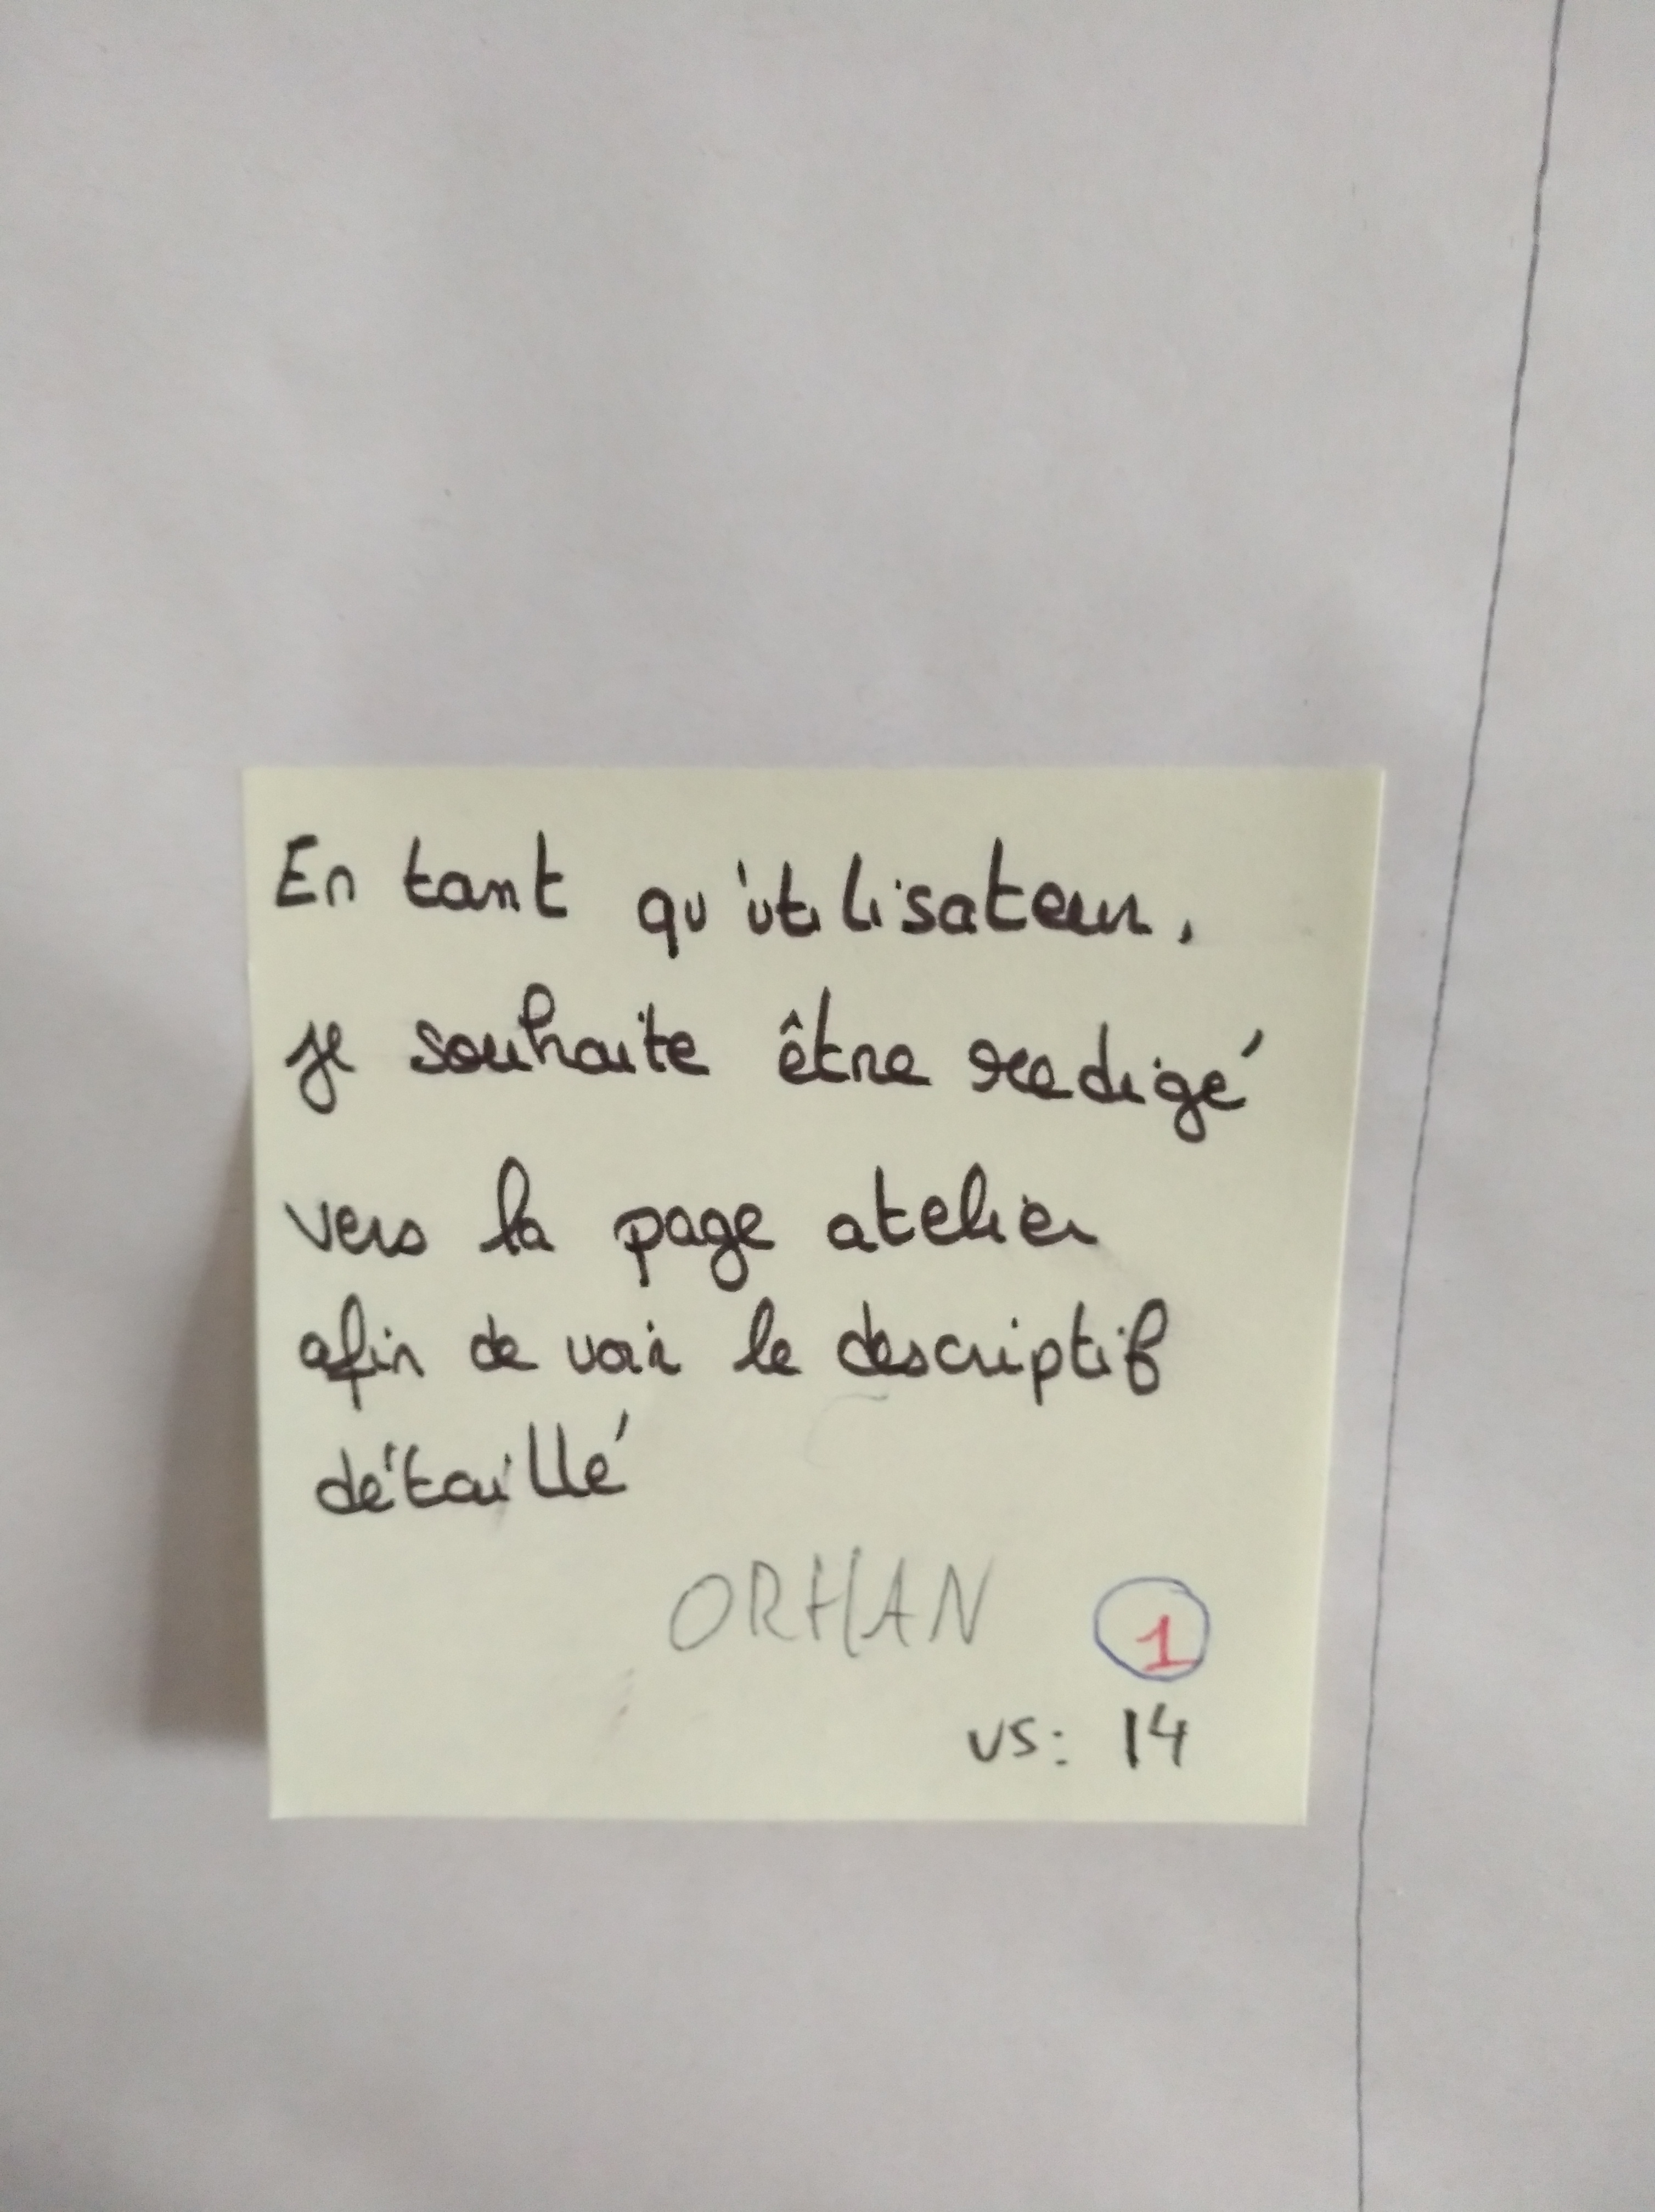 En tant qu'utilisateur,
je souhaite être redigé
vers la page atelier
afin de voir le descriptif
détaillé
ORHAN 1
US: 14